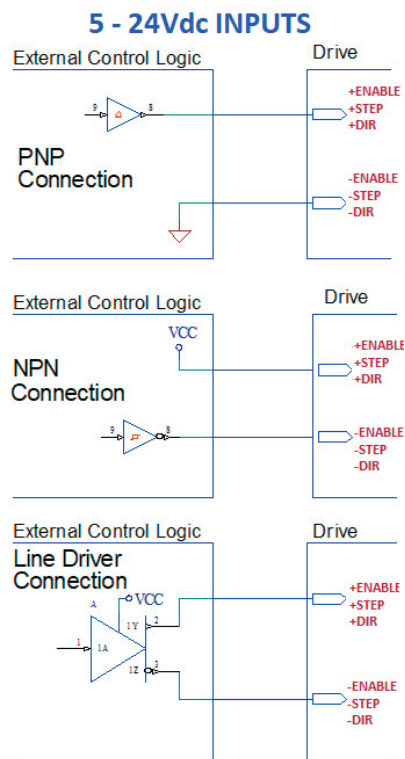 5 - 24Vdc INPUTS
External Control Logic
Drive
9
8
+ENABLE
+STEP
+DIR
PNP
Connection
-ENABLE
-STEP
-DIR
External Control Logic
Drive
VCC
NPN
Connection
+ENABLE
+STEP
+DIR
9
8
-ENABLE
-STEP
-DIR
External Control Logic
Drive
Line Driver
Connection
A
VCC
+ENABLE
+STEP
+DIR
1Y
2
1
1A
1Z
3
-ENABLE
-STEP
-DIR